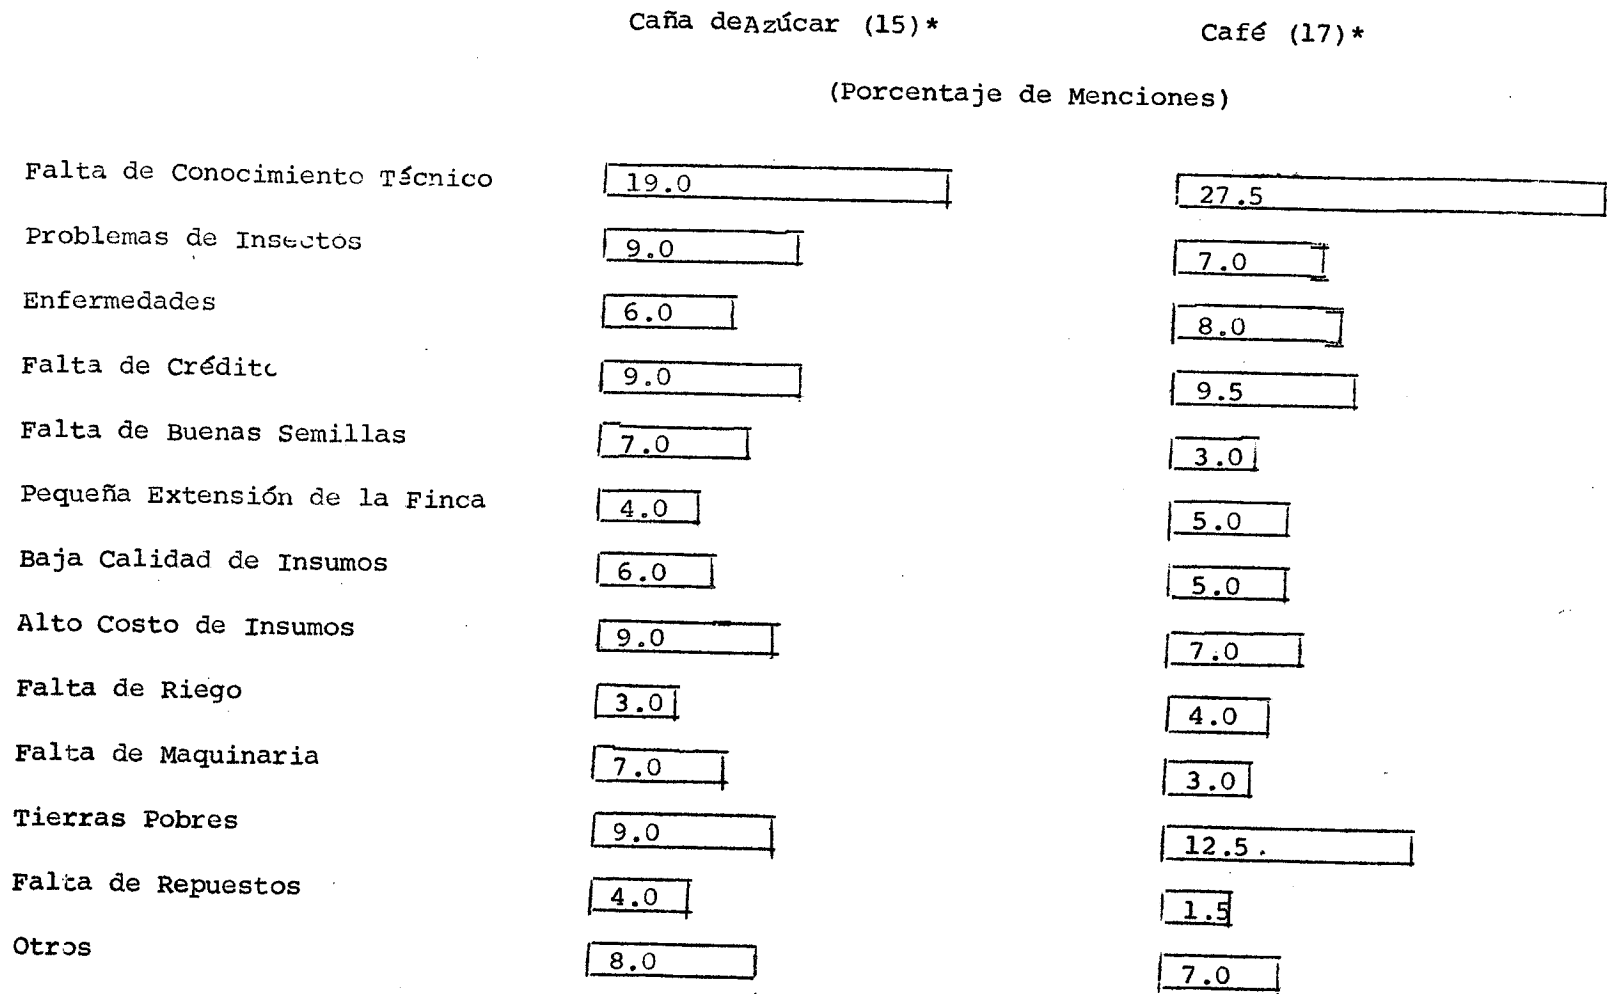 Caña deAzúcar (15)* Café (17)*
(Porcentaje de Menciones)
Falta de Conocimiento Técnico 19.0 27.5
Problemas de Insectos 9.0 7.0
Enfermedades 6.0 8.0
Falta de Crédito 9.0 9.5
Falta de Buenas Semillas 7.0 3.0
Pequeña Extensión de la Finca 4.0 5.0
Baja Calidad de Insumos 6.0 5.0
Alto Costo de Insumos 9.0 7.0
Falta de Riego 3.0 4.0
Falta de Maquinaria 7.0 3.0
Tierras Pobres 9.0 12.5
Falta de Repuestos 4.0 1.5
Otros 8.0 7.0